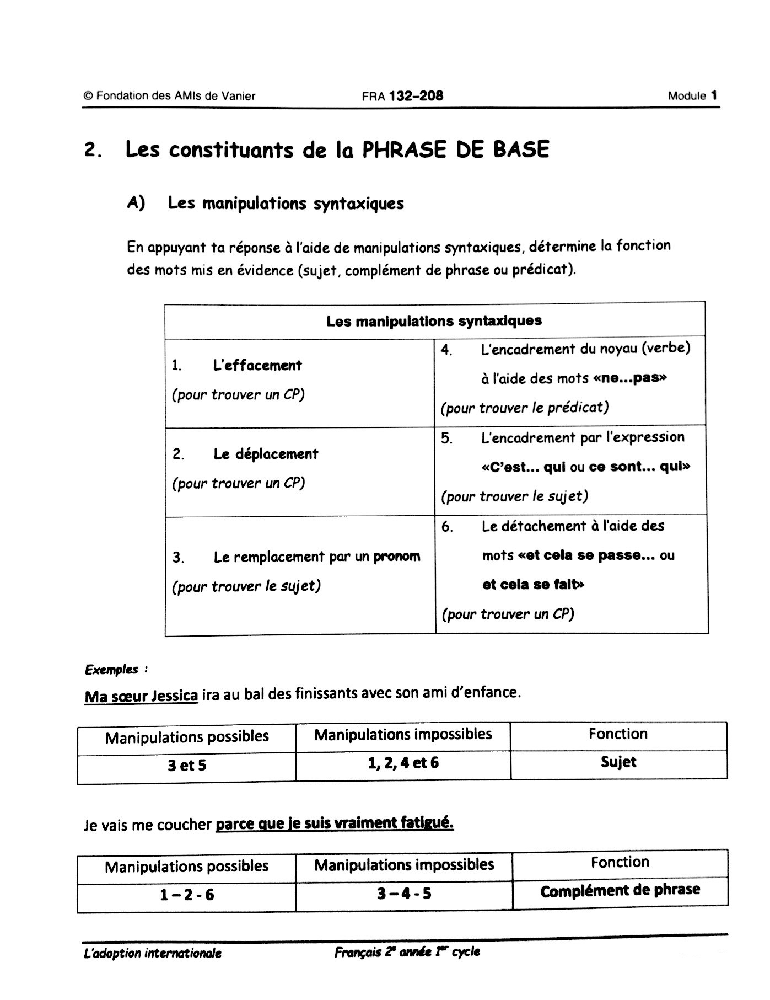 © Fondation des AMIs de Vanier FRA 132–208 Module 1
2. Les constituants de la PHRASE DE BASE
A) Les manipulations syntaxiques
En appuyant ta réponse à l'aide de manipulations syntaxiques, détermine la fonction
des mots mis en évidence (sujet, complément de phrase ou prédicat).
Les manipulations syntaxiques
1. L'effacement
(pour trouver un CP)
4. L'encadrement du noyau (verbe)
à l'aide des mots «ne...pas»
(pour trouver le prédicat)
2. Le déplacement
(pour trouver un CP)
5. L'encadrement par l'expression
«C'est... qui ou ce sont... qui»
(pour trouver le sujet)
3. Le remplacement par un pronom
(pour trouver le sujet)
6. Le détachement à l'aide des
mots «et cela se passe... ou
et cela se fait»
(pour trouver un CP)
Exemples :
Ma sœur Jessica ira au bal des finissants avec son ami d'enfance.
Manipulations possibles Manipulations impossibles Fonction
3 et 5 1, 2, 4 et 6 Sujet
Je vais me coucher parce que je suis vraiment fatigué.
Manipulations possibles Manipulations impossibles Fonction
1 – 2 - 6 3 – 4 - 5 Complément de phrase
L'adoption internationale Français 2e année 1er cycle